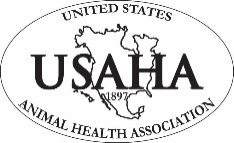 UNITED STATES
USAHA
1897
ANIMAL HEALTH ASSOCIATION